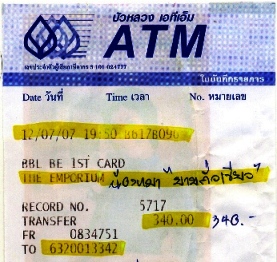 บัวหลวง เอทีเอ็ม
ATM
ใบบันทึกรายการ
Date วันที่ Time เวลา No. หมายเลข
12/07/07 19:50 B617B090
BBL BE 1ST CARD
THE EMPORIUM
RECORD NO. 5717
TRANSFER 340.00 340.-
FR 0834751
TO 6320013342